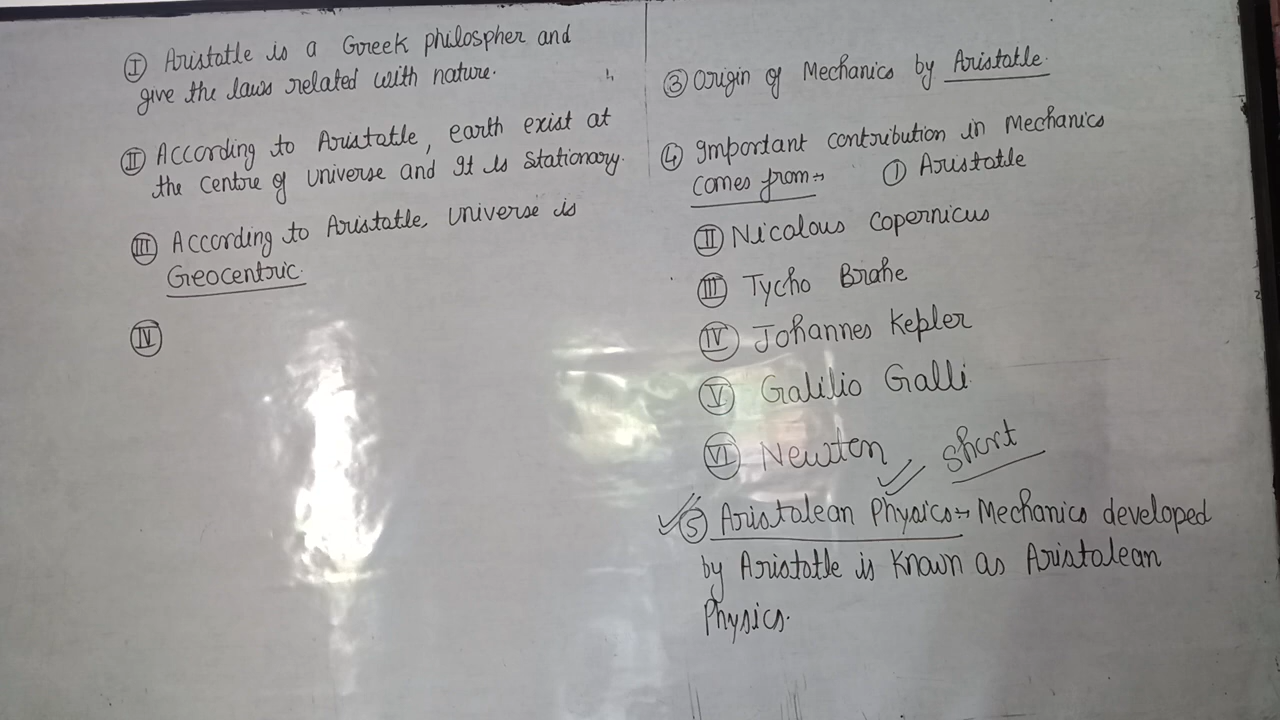 Ⓘ Aristotle is a Greek philospher and
give the laws related with nature.
Ⓘⓘ According to Aristotle, earth exist at
the centre of universe and It is Stationary.
III According to Aristotle, universe is
Geocentric.
IV
③ Origin of Mechanics by Aristotle.
④ Important contribution in Mechanics
comes from → ① Aristotle
II Nicolous Copernicus
III Tycho Brahe
IV Johannes Kepler
V Galilio Galli
VI Newton Short
⑤ Aristolean Physics → Mechanics developed
by Aristotle is known as Aristolean
Physics.